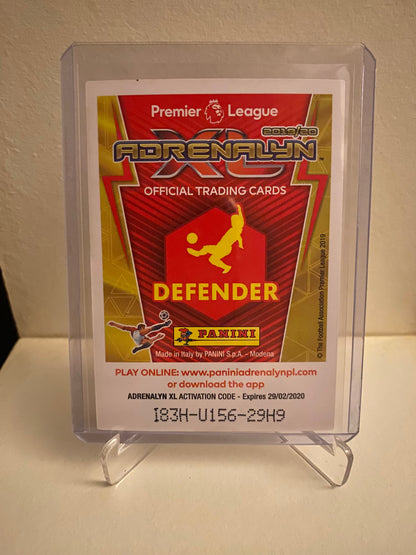 Premier League
2019/20
ADRENALYN XL™
OFFICIAL TRADING CARDS
DEFENDER
PANINI
Made in Italy by PANINI S.p.A. - Modena
© The Football Association Premier League 2019
PLAY ONLINE: www.paniniadrenalynpl.com
or download the app
ADRENALYN XL ACTIVATION CODE - Expires 29/02/2020
I83H-U156-29H9